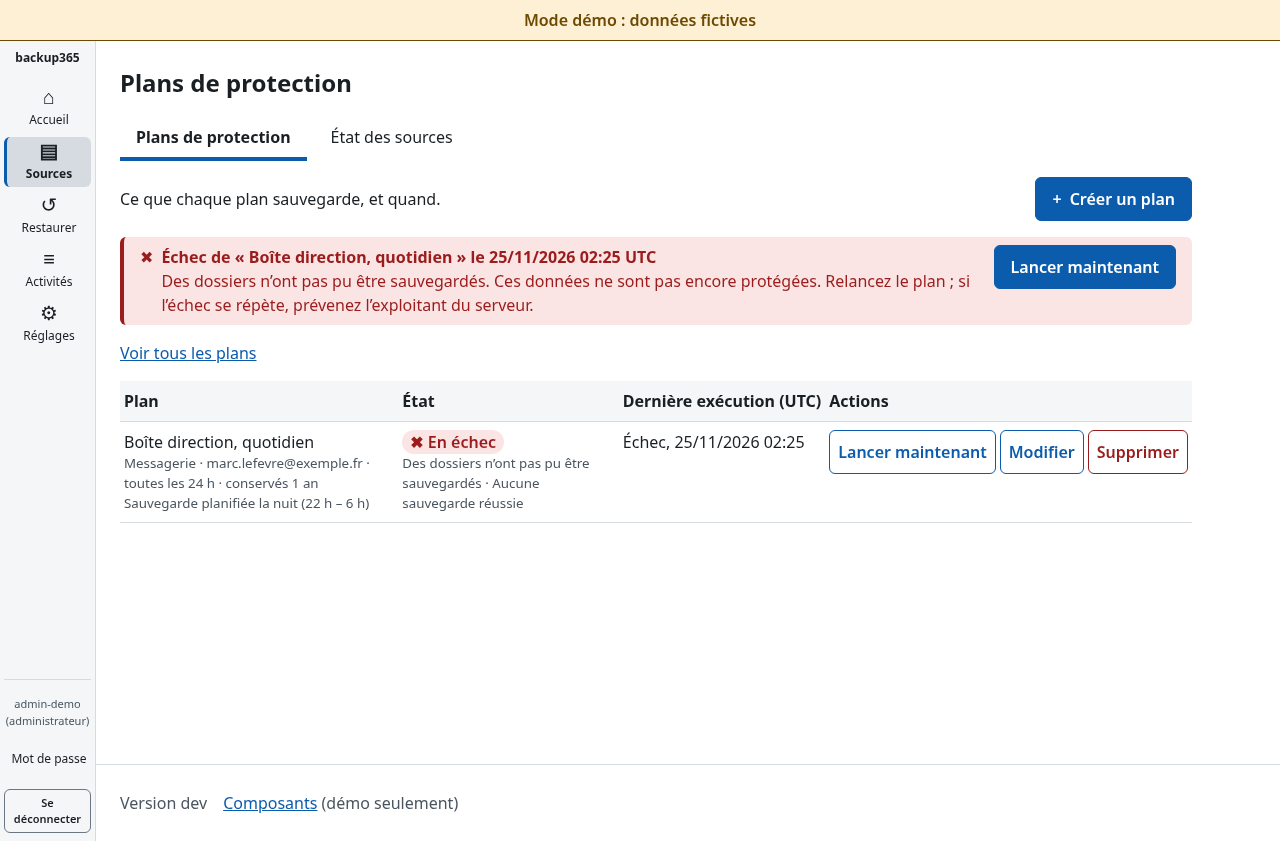 Mode démo : données fictives
backup365
Accueil
Sources
Restaurer
Activités
Réglages
admin-demo
(administrateur)
Mot de passe
Se
déconnecter
Plans de protection
Plans de protection
État des sources
Ce que chaque plan sauvegarde, et quand.
+ Créer un plan
✖ Échec de « Boîte direction, quotidien » le 25/11/2026 02:25 UTC
Des dossiers n’ont pas pu être sauvegardés. Ces données ne sont pas encore protégées. Relancez le plan ; si
l’échec se répète, prévenez l’exploitant du serveur.
Lancer maintenant
Voir tous les plans
Plan État Dernière exécution (UTC) Actions
Boîte direction, quotidien
Messagerie · marc.lefevre@exemple.fr ·
toutes les 24 h · conservés 1 an
Sauvegarde planifiée la nuit (22 h – 6 h)
✖ En échec
Des dossiers n’ont pas pu être
sauvegardés · Aucune
sauvegarde réussie
Échec, 25/11/2026 02:25
Lancer maintenant Modifier Supprimer
Version dev Composants (démo seulement)